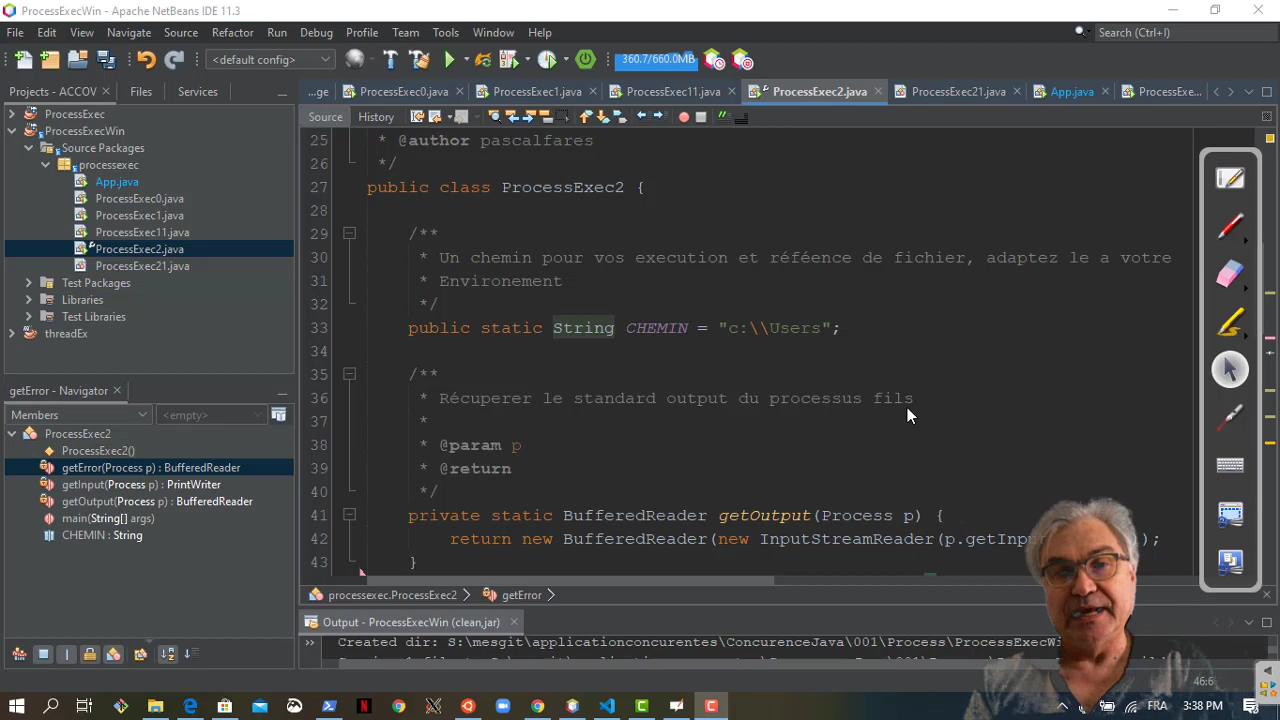 ProcessExecWin - Apache NetBeans IDE 11.3
File Edit View Navigate Source Refactor Run Debug Profile Team Tools Window Help
Search (Ctrl+I)
<default config>
360.7/660.0MB
Projects - ACCOV
Files
Services
...ge
ProcessExec0.java
ProcessExec1.java
ProcessExec11.java
ProcessExec2.java
ProcessExec21.java
App.java
ProcessExe...
ProcessExec
ProcessExecWin
Source Packages
processexec
App.java
ProcessExec0.java
ProcessExec1.java
ProcessExec11.java
ProcessExec2.java
ProcessExec21.java
Test Packages
Libraries
Test Libraries
threadEx
getError - Navigator
Members
<empty>
ProcessExec2
ProcessExec2()
getError(Process p) : BufferedReader
getInput(Process p) : PrintWriter
getOutput(Process p) : BufferedReader
main(String[] args)
CHEMIN : String
Source
History
25 * @author pascalfares
26 */
27 public class ProcessExec2 {
28
29 /**
30 * Un chemin pour vos execution et réféence de fichier, adaptez le a votre
31 * Environement
32 */
33 public static String CHEMIN = "c:\\Users";
34
35 /**
36 * Récuperer le standard output du processus fils
37 *
38 * @param p
39 * @return
40 */
41 private static BufferedReader getOutput(Process p) {
42 return new BufferedReader(new InputStreamReader(p.getInpu );
43 }
processexec.ProcessExec2
getError
Output - ProcessExecWin (clean,jar)
Created dir: S:\mesgit\applicationconcurentes\ConcurenceJava\001\Process\ProcessExecWi
46:6
FR
3:38 PM